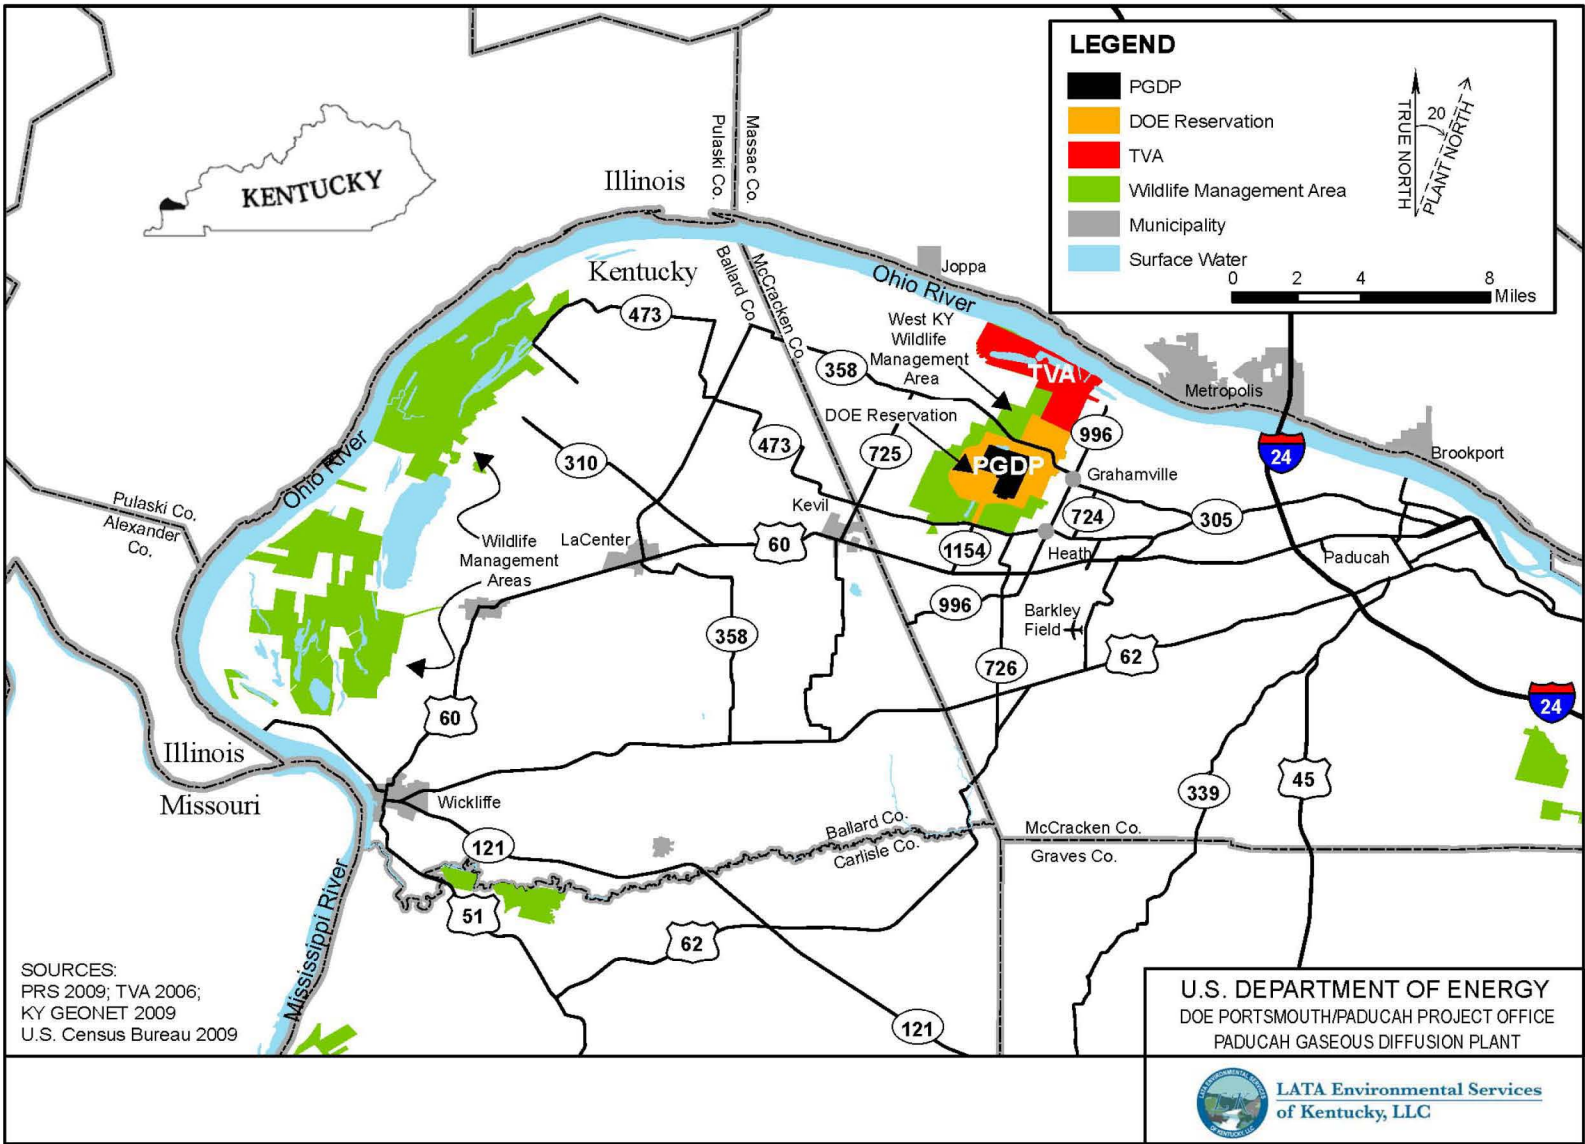 LEGEND
PGDP
DOE Reservation
TVA
Wildlife Management Area
Municipality
Surface Water
TRUE NORTH
20
PLANT NORTH
0 2 4 8
Miles
KENTUCKY
Pulaski Co.
Massac Co.
Illinois
Kentucky
Ballard Co.
McCracken Co.
Ohio River
Joppa
473
West KY
Wildlife
Management
Area
358
TVA
Metropolis
DOE Reservation
996
473
725
310
PGDP
Grahamville
24
Brookport
Ohio River
Pulaski Co.
Alexander
Co.
Kevil
724
305
Wildlife
Management
Areas
LaCenter
60
1154
Heath
Paducah
996
Barkley
Field
358
62
726
60
24
Illinois
Missouri
Wickliffe
45
339
Ballard Co.
Carlisle Co.
McCracken Co.
Graves Co.
121
51
62
Mississippi River
121
SOURCES:
PRS 2009; TVA 2006;
KY GEONET 2009
U.S. Census Bureau 2009
U.S. DEPARTMENT OF ENERGY
DOE PORTSMOUTH/PADUCAH PROJECT OFFICE
PADUCAH GASEOUS DIFFUSION PLANT
LATA ENVIRONMENTAL SERVICES
OF KENTUCKY, LLC
LATA Environmental Services
of Kentucky, LLC